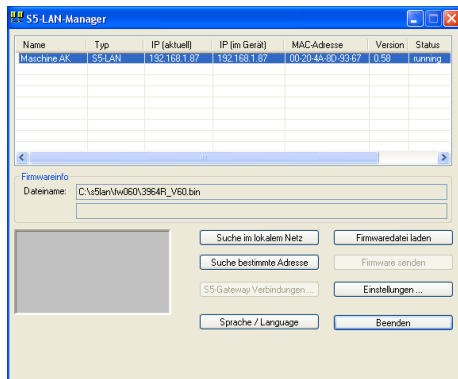 S5-LAN-Manager
Name Typ IP (aktuell) IP (im Gerät) MAC-Adresse Version Status
Maschine AK S5-LAN 192.168.1.87 192.168.1.87 00-20-4A-8D-93-67 0.58 running
Firmwareinfo
Dateiname: C:\s5lan\fw060\3964R_V60.bin
Suche im lokalem Netz Firmwaredatei laden
Suche bestimmte Adresse Firmware senden
S5-Gateway Verbindungen ... Einstellungen ...
Sprache / Language Beenden